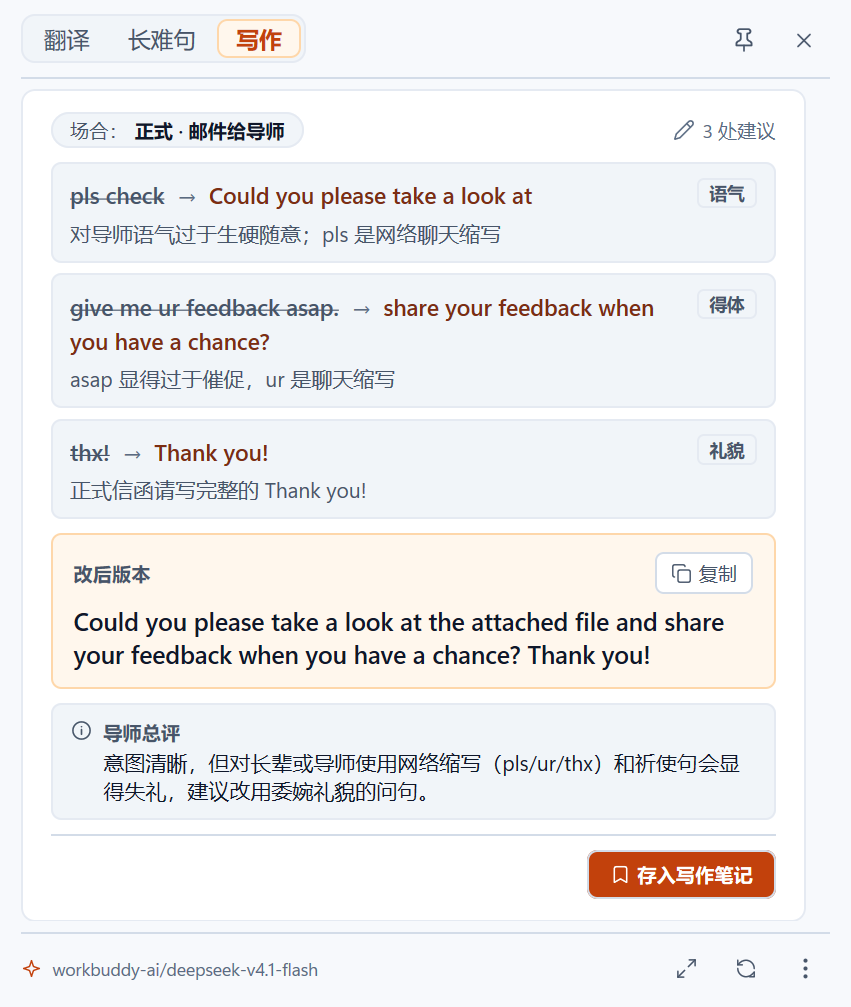 翻译 长难句 写作
场合： 正式 · 邮件给导师 3 处建议
pls check → Could you please take a look at 语气
对导师语气过于生硬随意；pls 是网络聊天缩写
give me ur feedback asap. → share your feedback when 得体
you have a chance?
asap 显得过于催促，ur 是聊天缩写
thx! → Thank you! 礼貌
正式信函请写完整的 Thank you!
改后版本 复制
Could you please take a look at the attached file and share
your feedback when you have a chance? Thank you!
导师总评
意图清晰，但对长辈或导师使用网络缩写（pls/ur/thx）和祈使句会显
得失礼，建议改用委婉礼貌的问句。
存入写作笔记
workbuddy-ai/deepseek-v4.1-flash